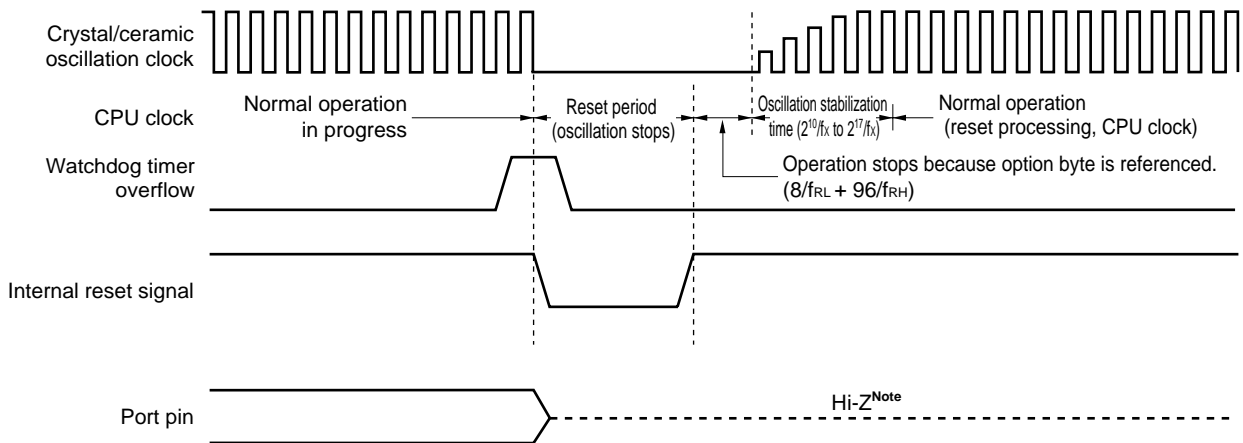 Crystal/ceramic
oscillation clock
CPU clock
Normal operation
in progress
Reset period
(oscillation stops)
Oscillation stabilization
time (2¹⁰/fX to 2¹⁷/fX)
Normal operation
(reset processing, CPU clock)
Operation stops because option byte is referenced.
(8/fRL + 96/fRH)
Watchdog timer
overflow
Internal reset signal
Port pin
Hi-Z Note